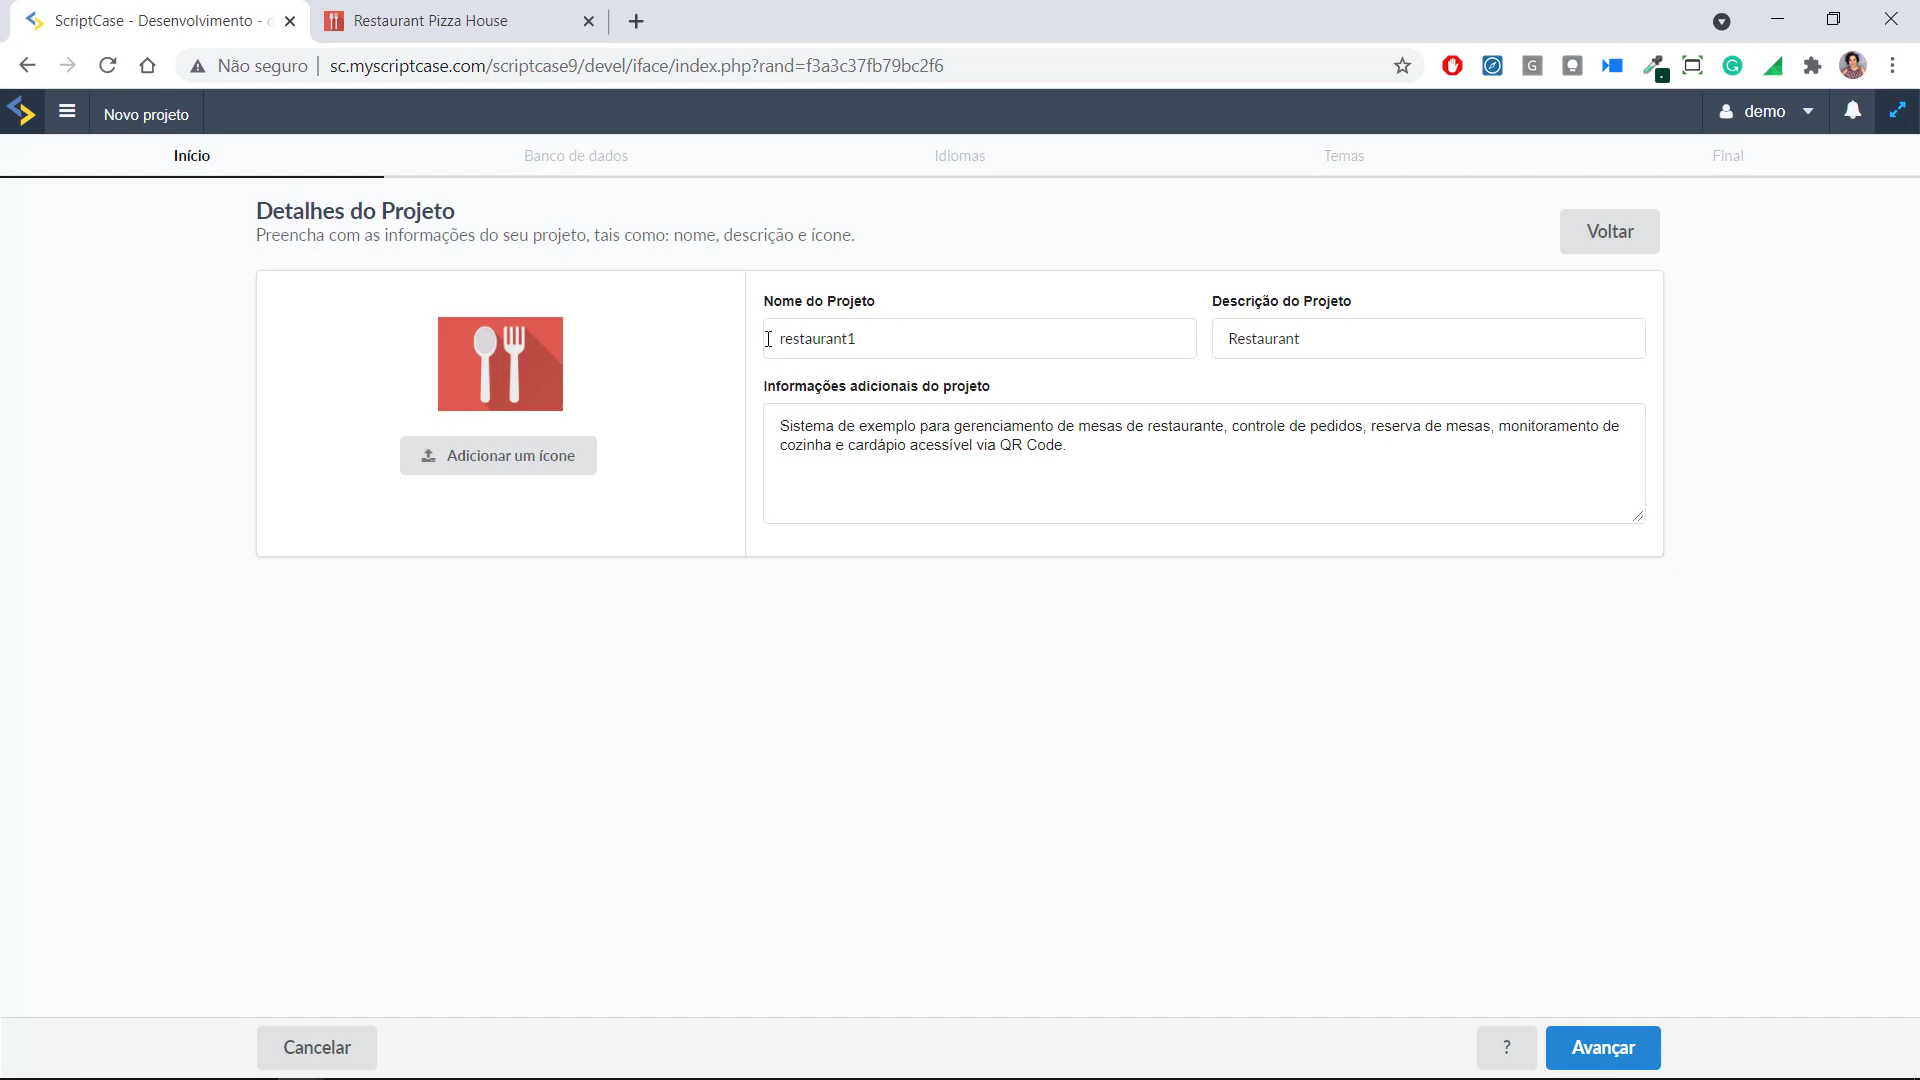 ScriptCase - Desenvolvimento -
Restaurant Pizza House
Não seguro
sc.myscriptcase.com/scriptcase9/devel/iface/index.php?rand=f3a3c37fb79bc2f6
Novo projeto
demo
Início
Banco de dados
Idiomas
Temas
Final
Detalhes do Projeto
Preencha com as informações do seu projeto, tais como: nome, descrição e ícone.
Voltar
Nome do Projeto
Descrição do Projeto
restaurant1
Restaurant
Informações adicionais do projeto
Sistema de exemplo para gerenciamento de mesas de restaurante, controle de pedidos, reserva de mesas, monitoramento de
cozinha e cardápio acessível via QR Code.
Adicionar um ícone
Cancelar
?
Avançar